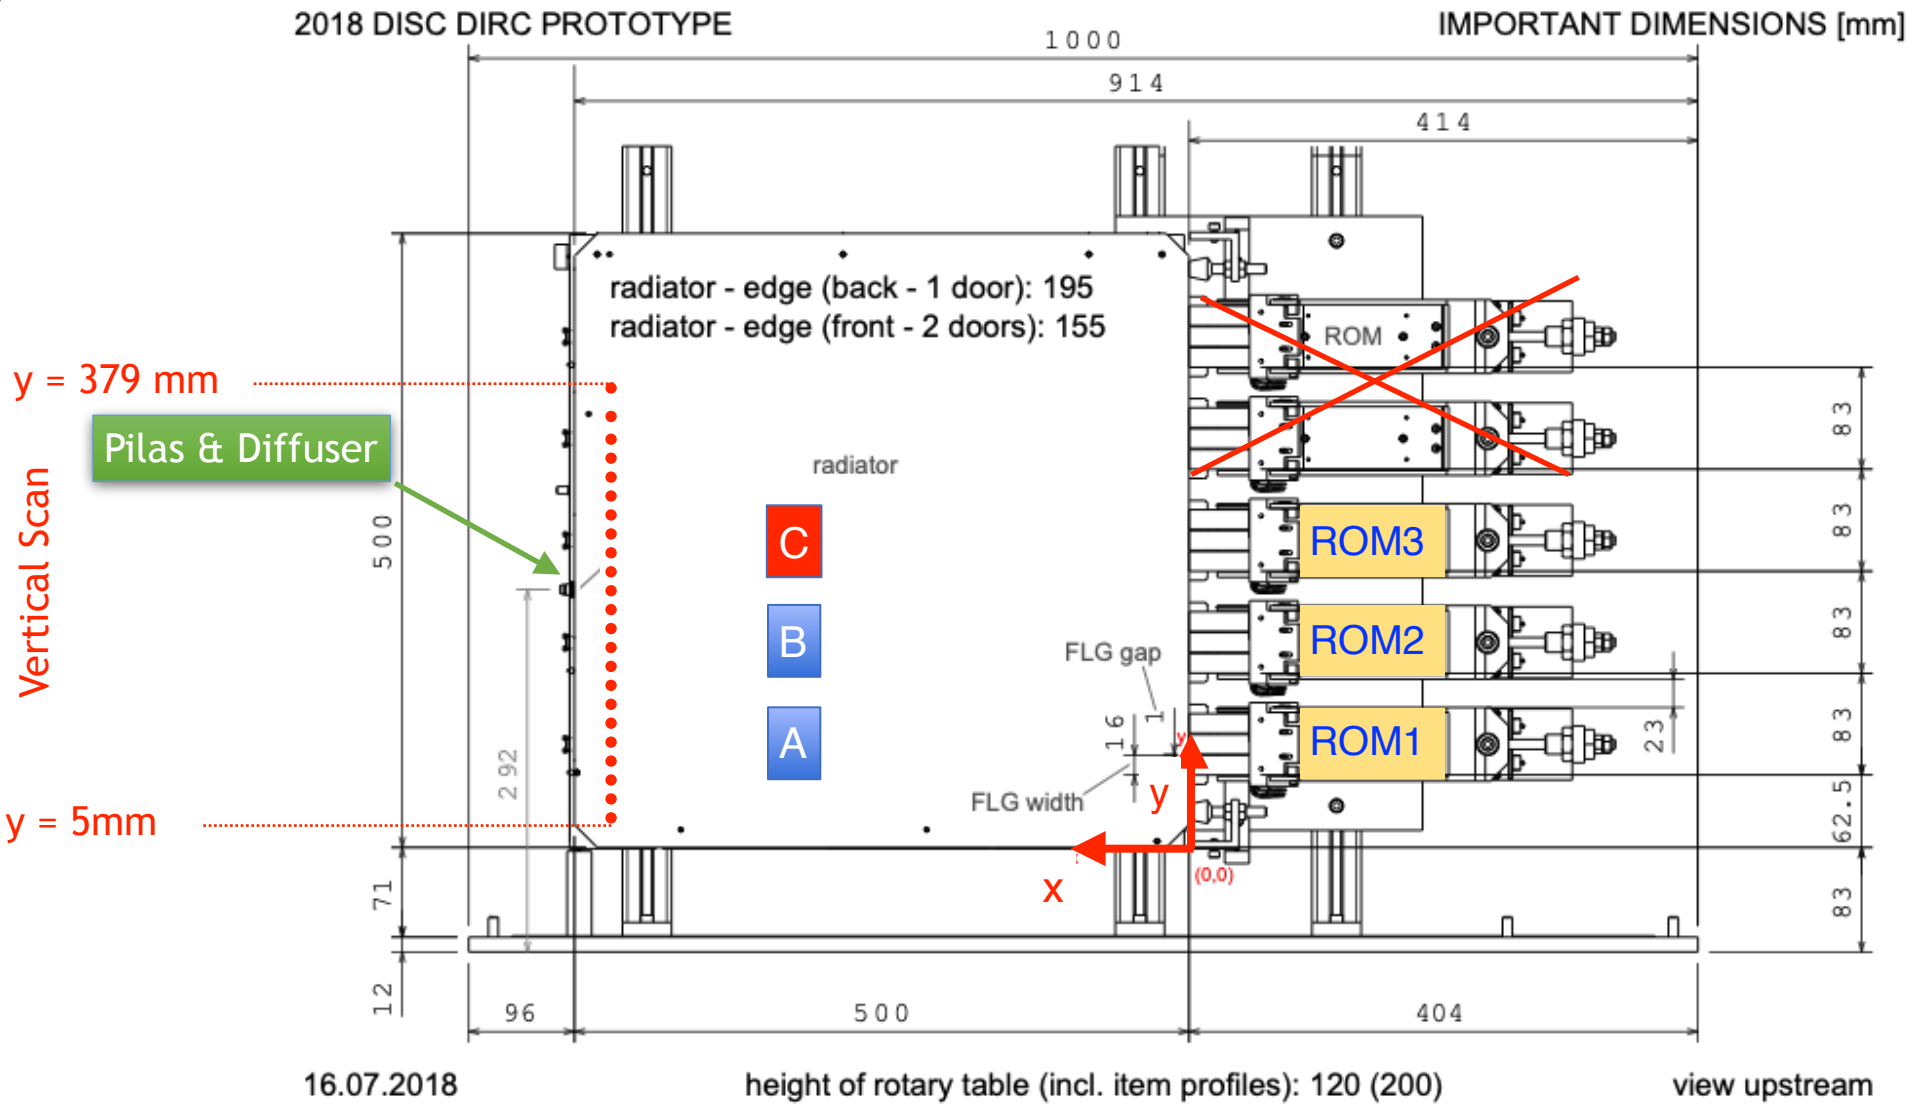 2018 DISC DIRC PROTOTYPE
IMPORTANT DIMENSIONS [mm]
1000
914
414
radiator - edge (back - 1 door): 195
radiator - edge (front - 2 doors): 155
ROM
y = 379 mm
Pilas & Diffuser
radiator
83
Vertical Scan
500
C
ROM3
83
B
FLG gap
ROM2
83
A
16
1
ROM1
23
83
292
FLG width
y
y = 5mm
62.5
x
(0,0)
71
83
12
96
500
404
16.07.2018
height of rotary table (incl. item profiles): 120 (200)
view upstream